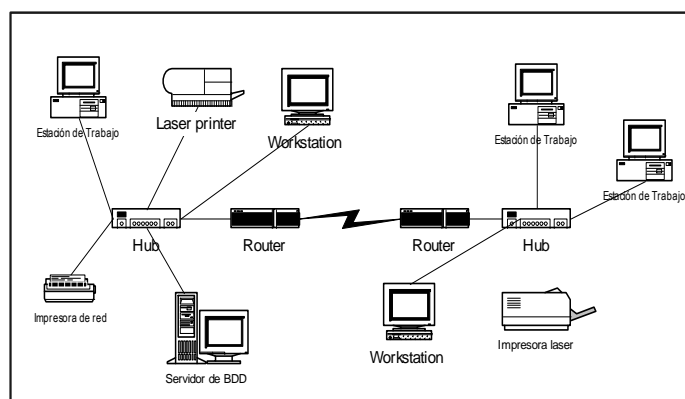 Estación de Trabajo
Laser printer
Workstation
Estación de Trabajo
Estación de Trabajo
Hub
Router
Router
Hub
Impresora de red
Servidor de BDD
Workstation
Impresora laser